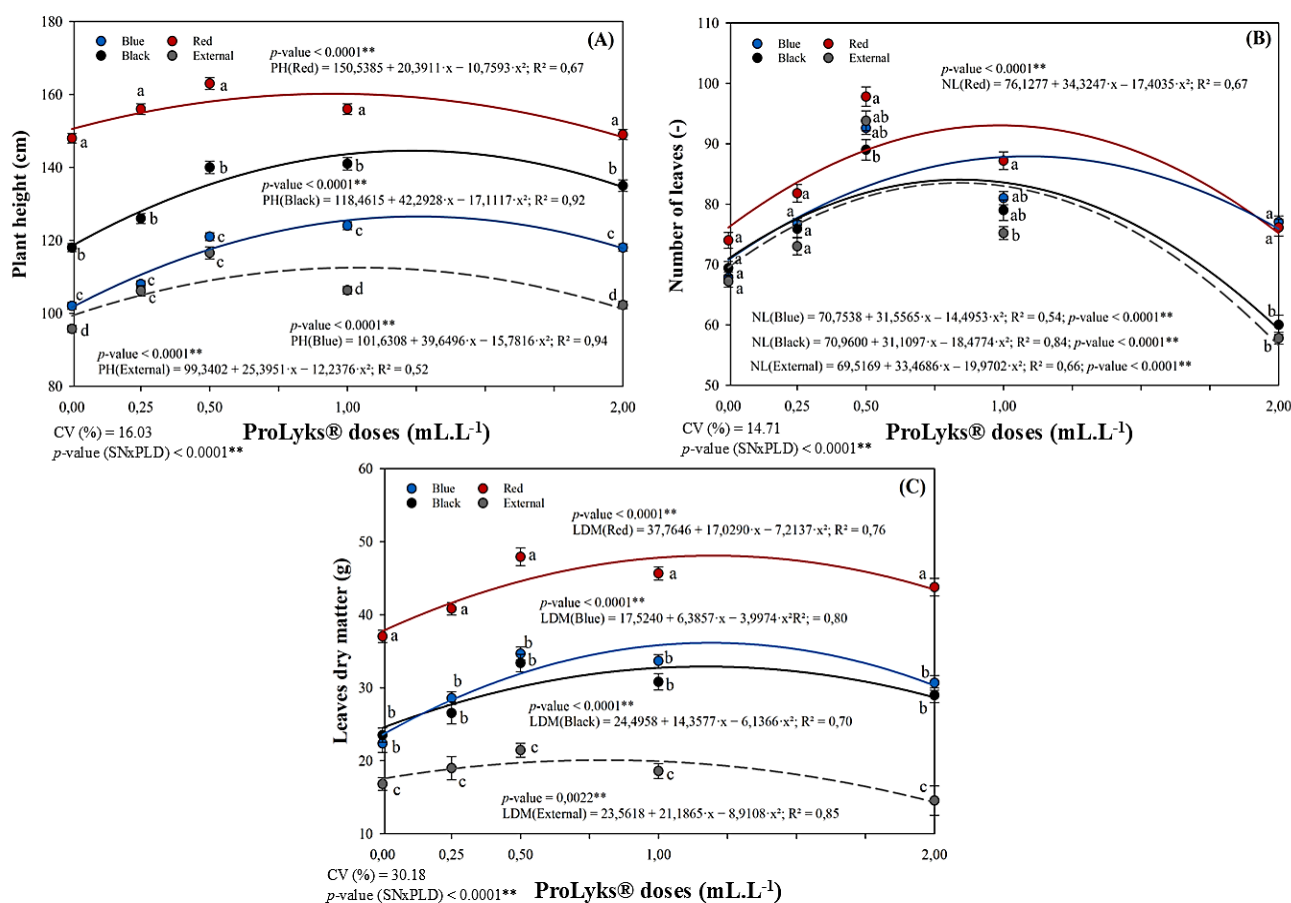 (A)
Blue Red
Black External
p-value < 0.0001**
PH(Red) = 150,5385 + 20,3911·x − 10,7593·x²; R² = 0,67
p-value < 0.0001**
PH(Black) = 118,4615 + 42,2928·x − 17,1117·x²; R² = 0,92
p-value < 0.0001**
PH(Blue) = 101,6308 + 39,6496·x − 15,7816·x²; R² = 0,94
p-value < 0.0001**
PH(External) = 99,3402 + 25,3951·x − 12,2376·x²; R² = 0,52
Plant height (cm)
180
160
140
120
100
80
a a a a a
b b b b b
c c c c c
d c c d d
0,00 0,25 0,50 1,00 2,00
ProLyks® doses (mL.L⁻¹)
CV (%) = 16.03
p-value (SNxPLD) < 0.0001**
(B)
Blue Red
Black External
p-value < 0.0001**
NL(Red) = 76,1277 + 34,3247·x − 17,4035·x²; R² = 0,67
NL(Blue) = 70,7538 + 31,5565·x − 14,4953·x²; R² = 0,54; p-value < 0.0001**
NL(Black) = 70,9600 + 31,1097·x − 18,4774·x²; R² = 0,84; p-value < 0.0001**
NL(External) = 69,5169 + 33,4686·x − 19,9702·x²; R² = 0,66; p-value < 0.0001**
Number of leaves (-)
110
100
90
80
70
60
50
a a a a a
a a ab ab a
a a b ab b
a a ab b b
0,00 0,25 0,50 1,00 2,00
ProLyks® doses (mL.L⁻¹)
CV (%) = 14.71
p-value (SNxPLD) < 0.0001**
(C)
Blue Red
Black External
p-value < 0.0001**
LDM(Red) = 37,7646 + 17,0290·x − 7,2137·x²; R² = 0,76
p-value < 0.0001**
LDM(Blue) = 17,5240 + 6,3857·x − 3,9974·x²R²; = 0,80
p-value < 0.0001**
LDM(Black) = 24,4958 + 14,3577·x − 6,1366·x²; R² = 0,70
p-value = 0,0022**
LDM(External) = 23,5618 + 21,1865·x − 8,9108·x²; R² = 0,85
Leaves dry matter (g)
60
50
40
30
20
10
a a a a a
b b b b b
b b b b b
c c c c c
0,00 0,25 0,50 1,00 2,00
CV (%) = 30.18
p-value (SNxPLD) < 0.0001**
ProLyks® doses (mL.L⁻¹)